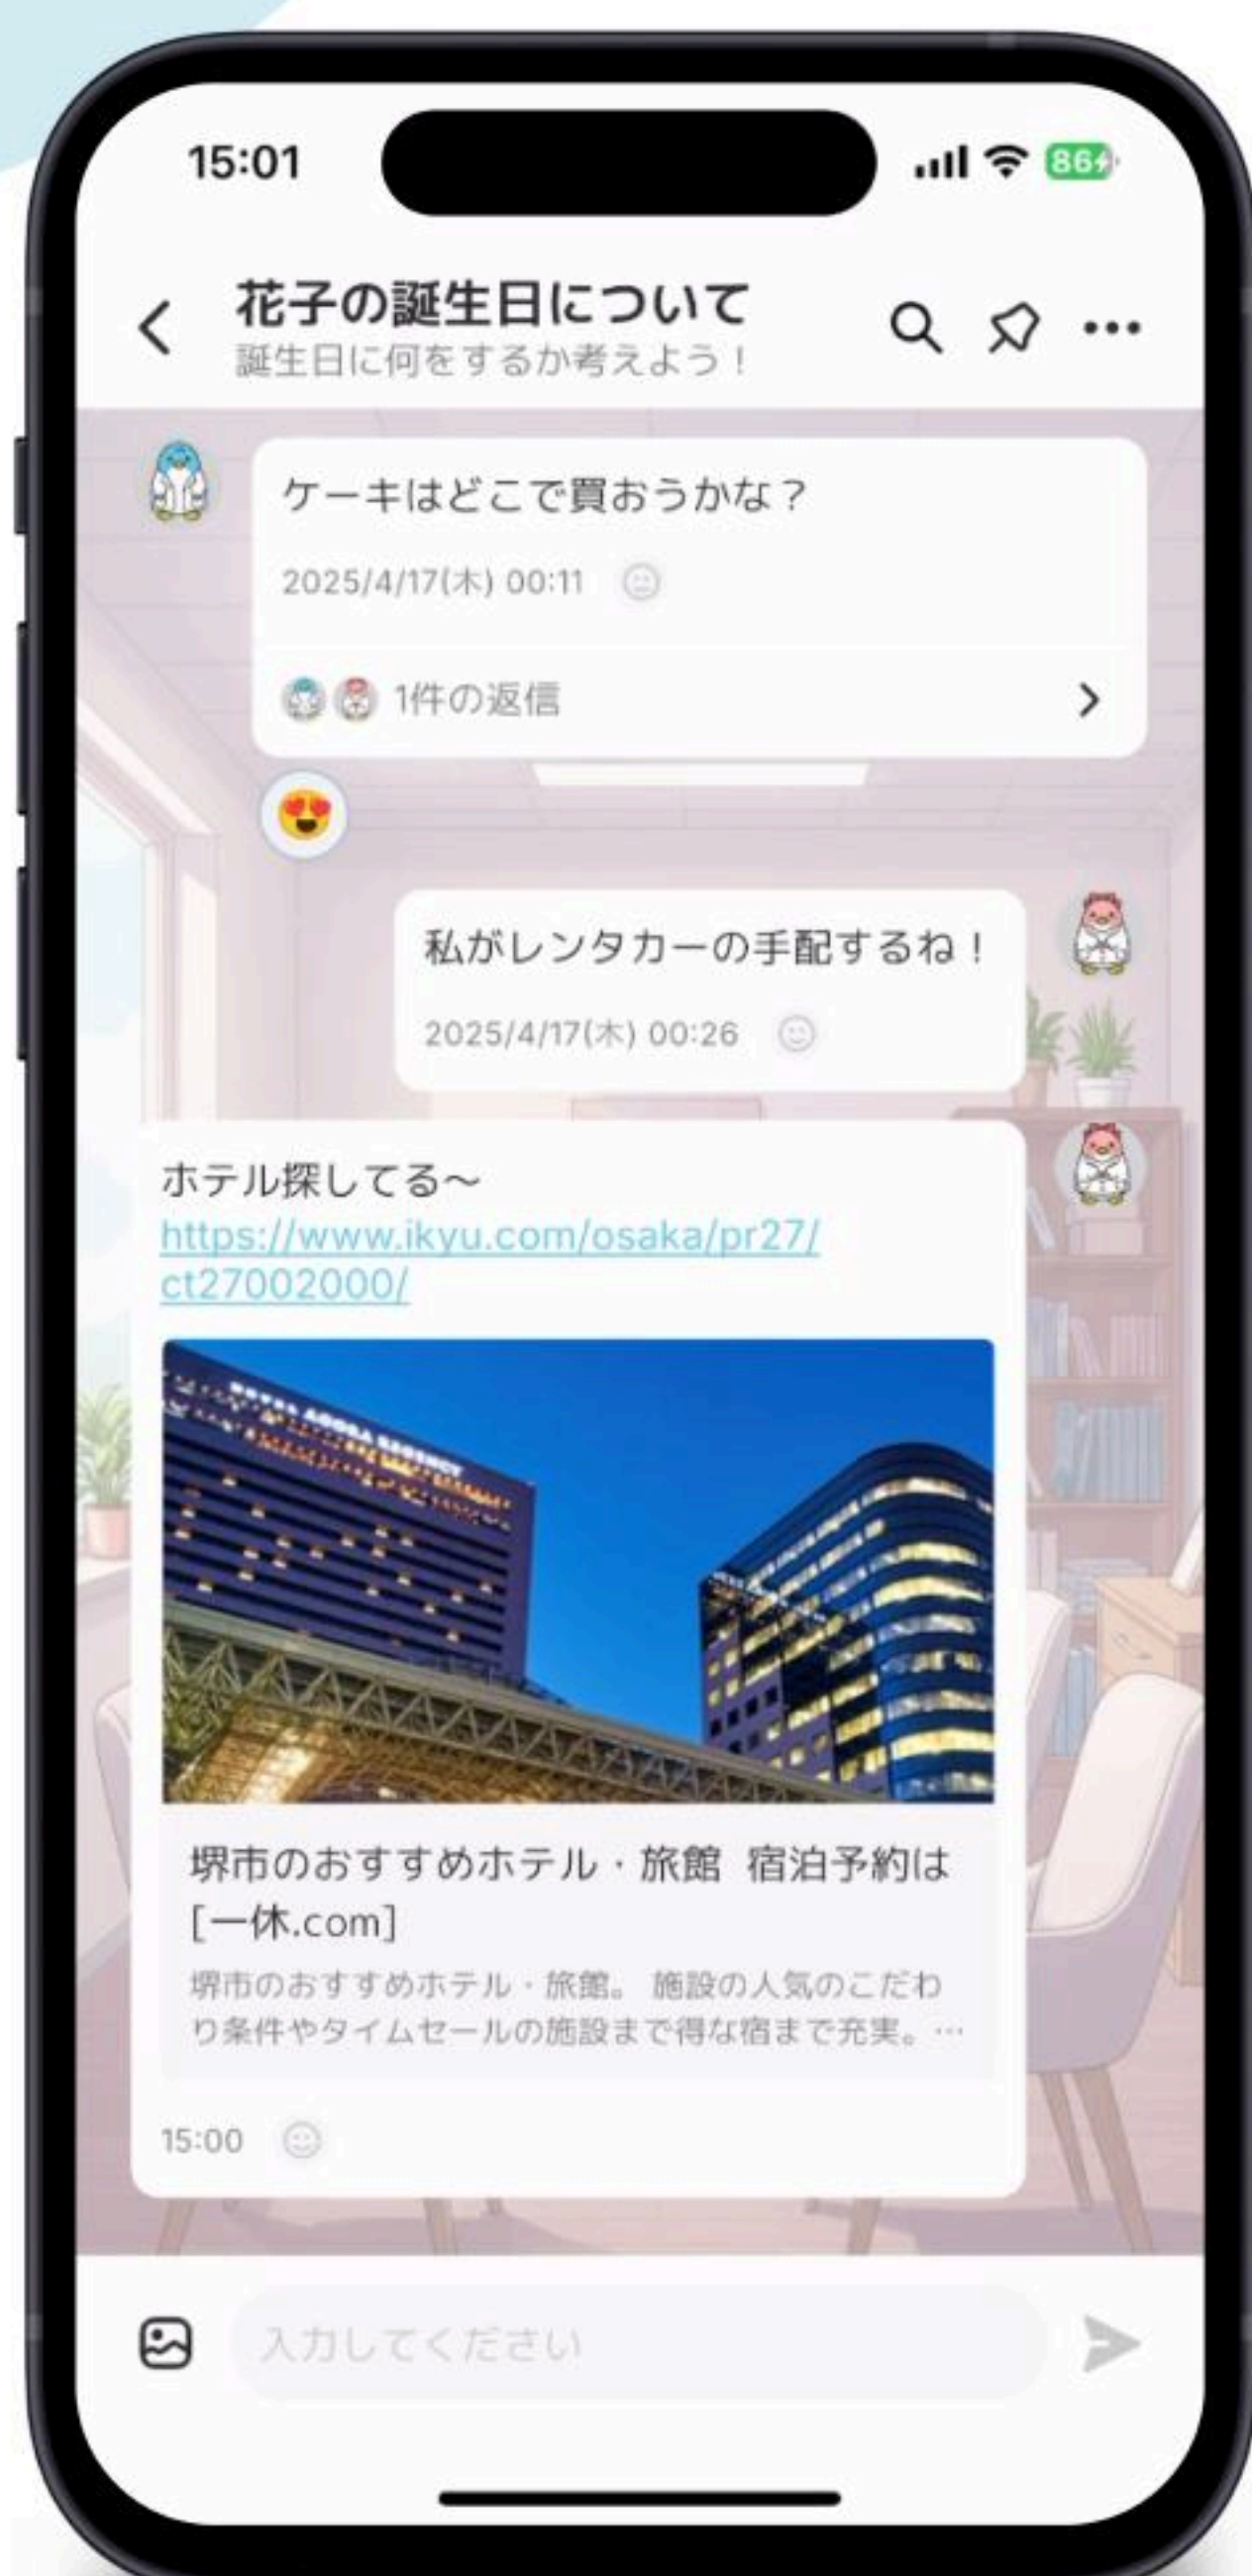 15:01
86
花子の誕生日について
誕生日に何をするか考えよう！
ケーキはどこで買おうかな？
2025/4/17(木) 00:11
1件の返信
私がレンタカーの手配するね！
2025/4/17(木) 00:26
ホテル探してる〜
https://www.ikyu.com/osaka/pr27/
ct27002000/
HOTEL AGORA REGENCY
堺市のおすすめホテル・旅館 宿泊予約は
[一休.com]
堺市のおすすめホテル・旅館。 施設の人気のこだわ
り条件やタイムセールの施設まで得な宿まで充実。…
15:00
入力してください